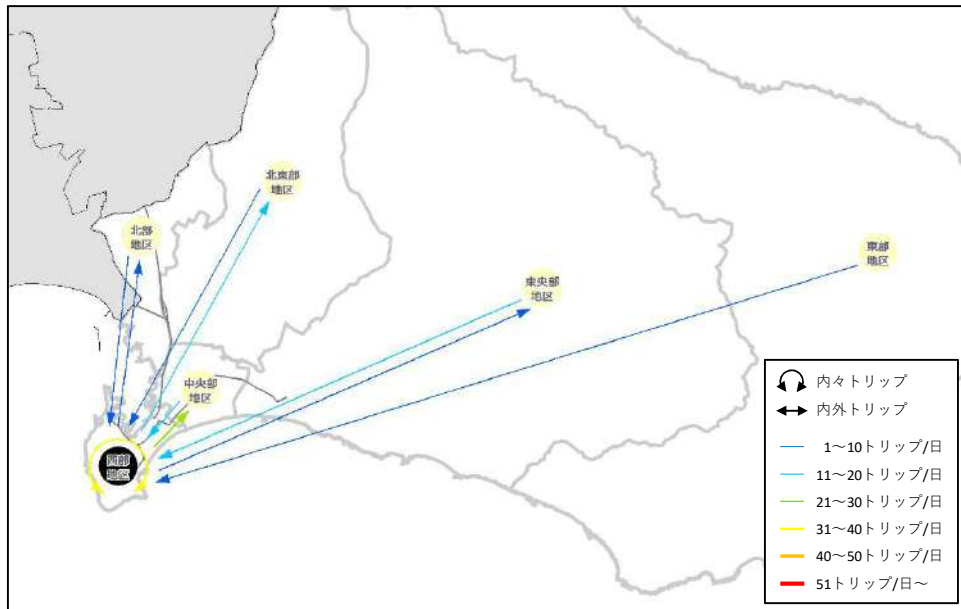 北東部
地区
北部
地区
東部
地区
東央部
地区
中央部
地区
西部
地区
内々トリップ
内外トリップ
1～10トリップ/日
11～20トリップ/日
21～30トリップ/日
31～40トリップ/日
40～50トリップ/日
51トリップ/日～